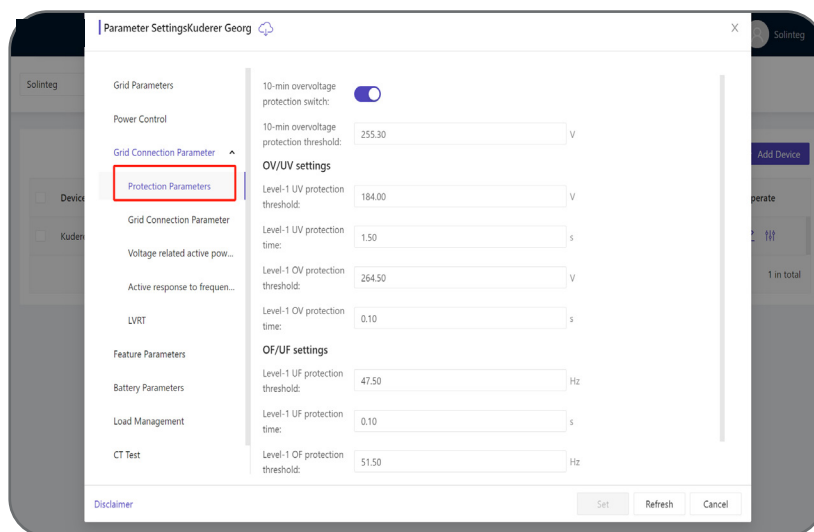 Parameter SettingsKuderer Georg
X
Solinteg
Solinteg
Add Device
Device
perate
Kuder
1 in total
Grid Parameters
Power Control
Grid Connection Parameter
Protection Parameters
Grid Connection Parameter
Voltage related active pow...
Active response to frequen...
LVRT
Feature Parameters
Battery Parameters
Load Management
CT Test
10-min overvoltage
protection switch:
10-min overvoltage
protection threshold:
255.30 V
OV/UV settings
Level-1 UV protection
threshold:
184.00 V
Level-1 UV protection
time:
1.50 s
Level-1 OV protection
threshold:
264.50 V
Level-1 OV protection
time:
0.10 s
OF/UF settings
Level-1 UF protection
threshold:
47.50 Hz
Level-1 UF protection
time:
0.10 s
Level-1 OF protection
threshold:
51.50 Hz
Disclaimer
Set Refresh Cancel